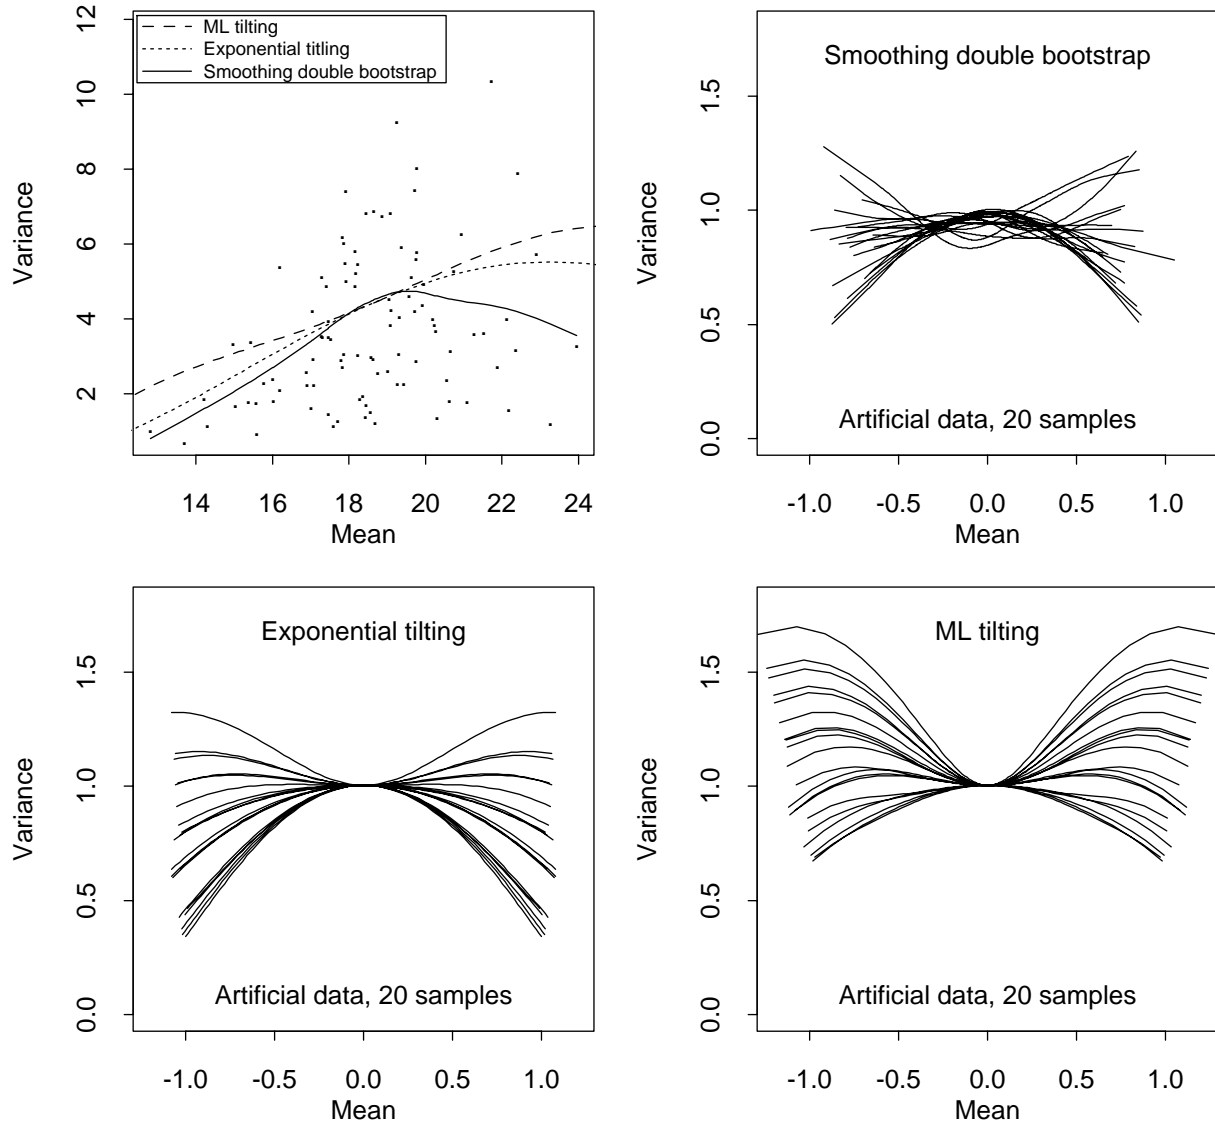 12
10
8
6
4
2
Variance
ML tilting
Exponential titling
Smoothing double bootstrap
14 16 18 20 22 24
Mean
Smoothing double bootstrap
1.5
1.0
0.5
0.0
Variance
Artificial data, 20 samples
-1.0 -0.5 0.0 0.5 1.0
Mean
Exponential tilting
1.5
1.0
0.5
0.0
Variance
Artificial data, 20 samples
-1.0 -0.5 0.0 0.5 1.0
Mean
ML tilting
1.5
1.0
0.5
0.0
Variance
Artificial data, 20 samples
-1.0 -0.5 0.0 0.5 1.0
Mean